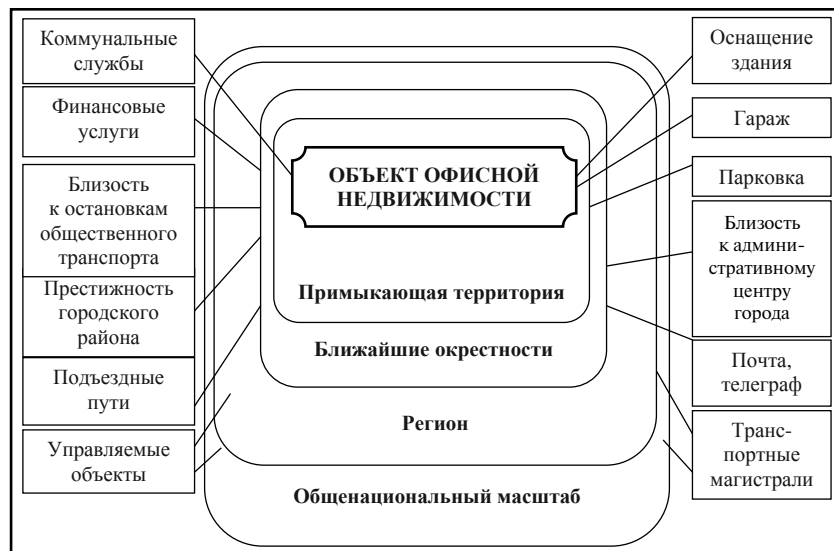 Коммунальные
службы
Финансовые
услуги
Близость
к остановкам
общественного
транспорта
Престижность
городского
района
Подъездные
пути
Управляемые
объекты
ОБЪЕКТ ОФИСНОЙ
НЕДВИЖИМОСТИ
Примыкающая территория
Ближайшие окрестности
Регион
Общенациональный масштаб
Оснащение
здания
Гараж
Парковка
Близость
к админи-
стративному
центру
города
Почта,
телеграф
Транс-
портные
магистрали